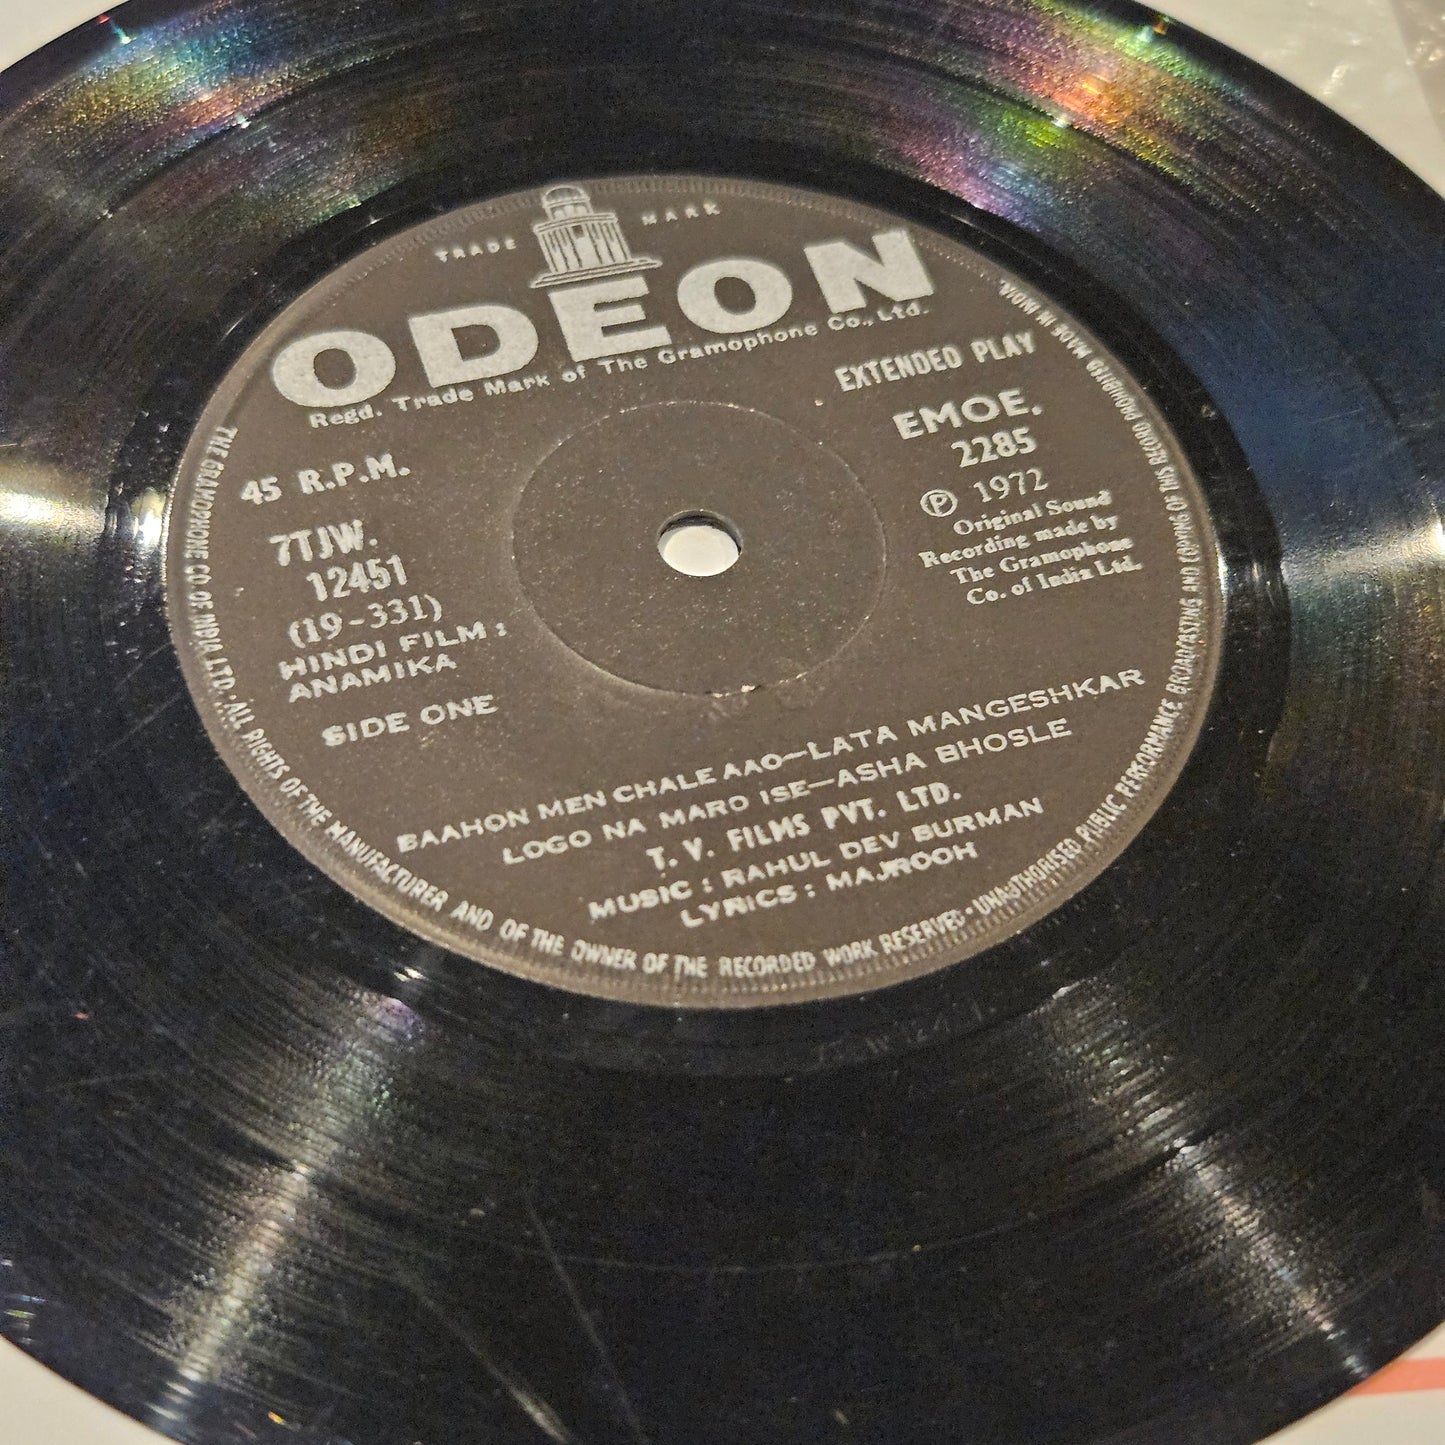 TRADE MARK
ODEON
Regd. Trade Mark of The Gramophone Co., Ltd.
45 R.P.M.
7TJW.
12451
(19-331)
HINDI FILM :
ANAMIKA
SIDE ONE
EXTENDED PLAY
EMOE.
2285
Ⓟ 1972
Original Sound
Recording made by
The Gramophone
Co. of India Ltd.
BAAHON MEN CHALE AAO—LATA MANGESHKAR
LOGO NA MARO ISE—ASHA BHOSLE
T. V. FILMS PVT. LTD.
MUSIC : RAHUL DEV BURMAN
LYRICS : MAJROOH
THE GRAMOPHONE CO. OF INDIA LTD. · ALL RIGHTS OF THE MANUFACTURER AND OF THE OWNER OF THE RECORDED WORK RESERVED · UNAUTHORISED PUBLIC PERFORMANCE BROADCASTING AND COPYING OF THIS RECORD PROHIBITED MADE IN INDIA.